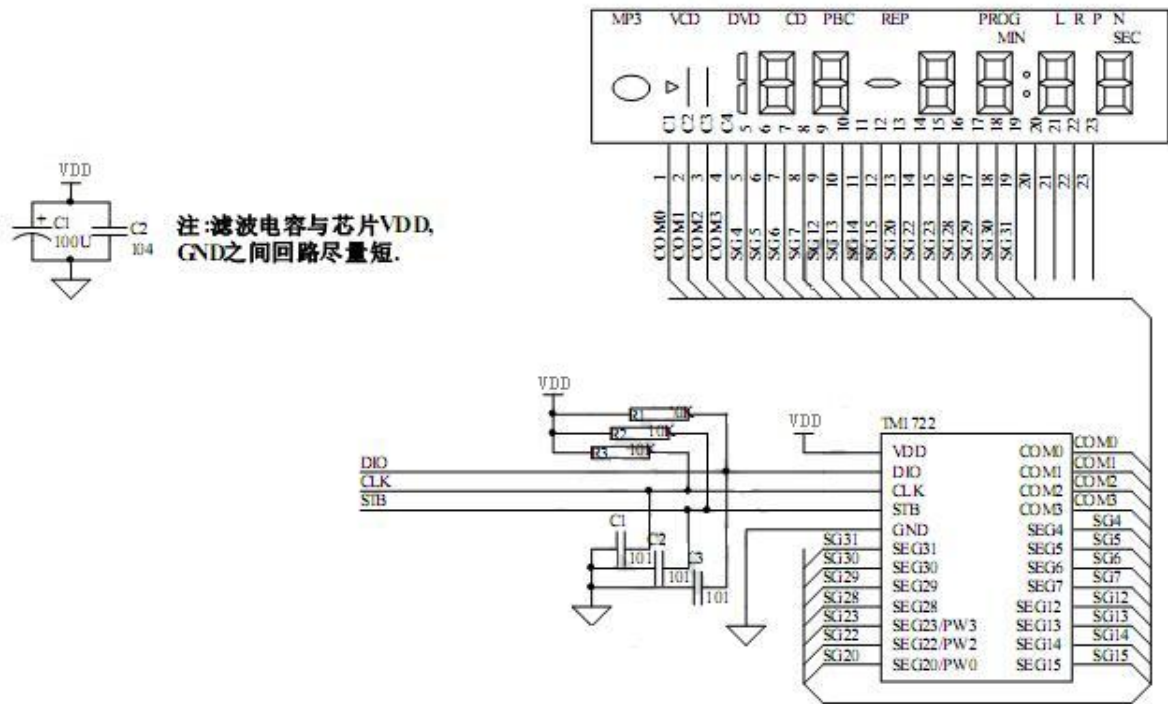 MP3 VCD DVD CD PBC REP PROG L R P N
MIN SEC
C1 C2 C3 C4 5 6 7 8 9 10 11 12 13 14 15 16 17 18 19 20 21 22 23
1 2 3 4 5 6 7 8 9 10 11 12 13 14 15 16 17 18 19 20 21 22 23
COM0 COM1 COM2 COM3 SG4 SG5 SG6 SG7 SG12 SG13 SG14 SG15 SG20 SG22 SG23 SG28 SG29 SG30 SG31
VDD
C1
100U
C2
104
注:滤波电容与芯片VDD,
GND之间回路尽量短.
VDD
R1 10K
R2 10K
R3 10K
DIO
CLK
STB
C1
101
C2
101
C3
101
VDD
TM1722
VDD COM0 COM0
DIO COM1 COM1
CLK COM2 COM2
STB COM3 COM3
GND SEG4 SG4
SG31 SEG31 SEG5 SG5
SG30 SEG30 SEG6 SG6
SG29 SEG29 SEG7 SG7
SG28 SEG28 SEG12 SG12
SG23 SEG23/PW3 SEG13 SG13
SG22 SEG22/PW2 SEG14 SG14
SG20 SEG20/PW0 SEG15 SG15